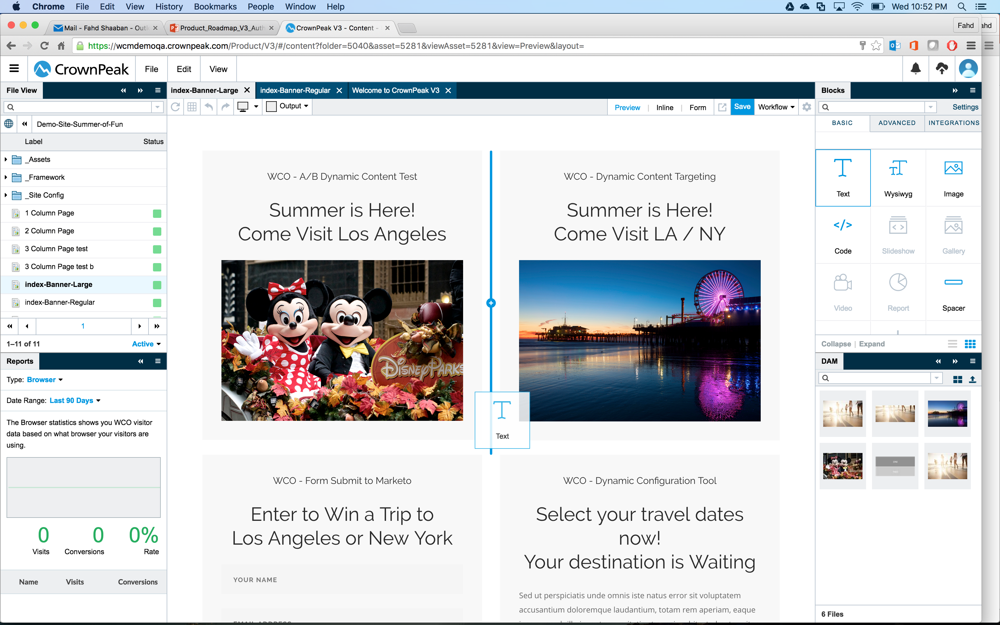 Chrome File Edit View History Bookmarks People Window Help
Wed 10:52 PM
Mail - Fahd Shaaban - Outl
Product_Roadmap_V3_Auth
CrownPeak V3 - Content -
Fahd
ahd
https://wcmdemoqa.crownpeak.com/Product/V3/#/content?folder=5040&asset=5281&viewAsset=5281&view=Preview&layout=
CrownPeak
File Edit View
File View
Demo-Site-Summer-of-Fun
Label Status
_Assets
_Framework
_Site Config
1 Column Page
2 Column Page
3 Column Page test
3 Column Page test b
index-Banner-Large
index-Banner-Regular
1
1–11 of 11 Active
Reports
Type: Browser
Date Range: Last 90 Days
The Browser statistics shows you WCO visitor
data based on what browser your visitors are
using.
0 0 0%
Visits Conversions Rate
Name Visits Conversions
index-Banner-Large
index-Banner-Regular
Welcome to CrownPeak V3
Output
Preview | Inline | Form
Save
Workflow
WCO - A/B Dynamic Content Test
Summer is Here!
Come Visit Los Angeles
Disney Parks
WCO - Dynamic Content Targeting
Summer is Here!
Come Visit LA / NY
Text
WCO - Form Submit to Marketo
Enter to Win a Trip to
Los Angeles or New York
YOUR NAME
EMAIL ADDRESS
WCO - Dynamic Configuration Tool
Select your travel dates
now!
Your destination is Waiting
Sed ut perspiciatis unde omnis iste natus error sit voluptatem
accusantium doloremque laudantium, totam rem aperiam, eaque
Blocks
Settings
BASIC ADVANCED INTEGRATIONS
Text Wysiwyg Image
Code Slideshow Gallery
Video Report Spacer
Collapse | Expand
DAM
ONE
TWO
6 Files